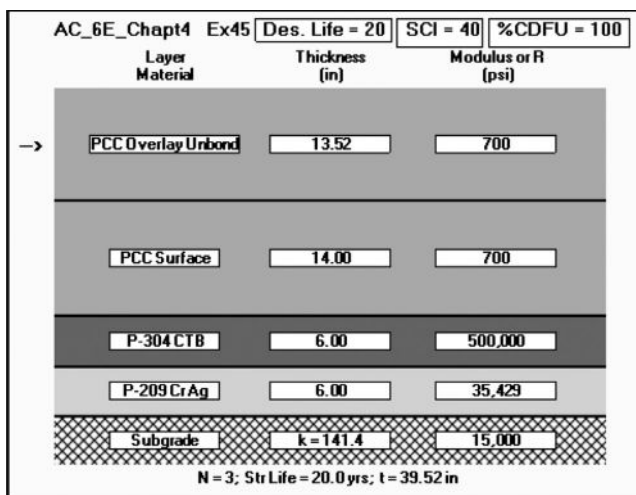 AC_6E_Chapt4 Ex45 Des. Life = 20 SCI = 40 %CDFU = 100
Layer Thickness Modulus or R
Material (in) (psi)
--> PCC Overlay Unbond 13.52 700
PCC Surface 14.00 700
P-304 CTB 6.00 500,000
P-209 CrAg 6.00 35,429
Subgrade k = 141.4 15,000
N = 3; Str Life = 20.0 yrs; t = 39.52 in